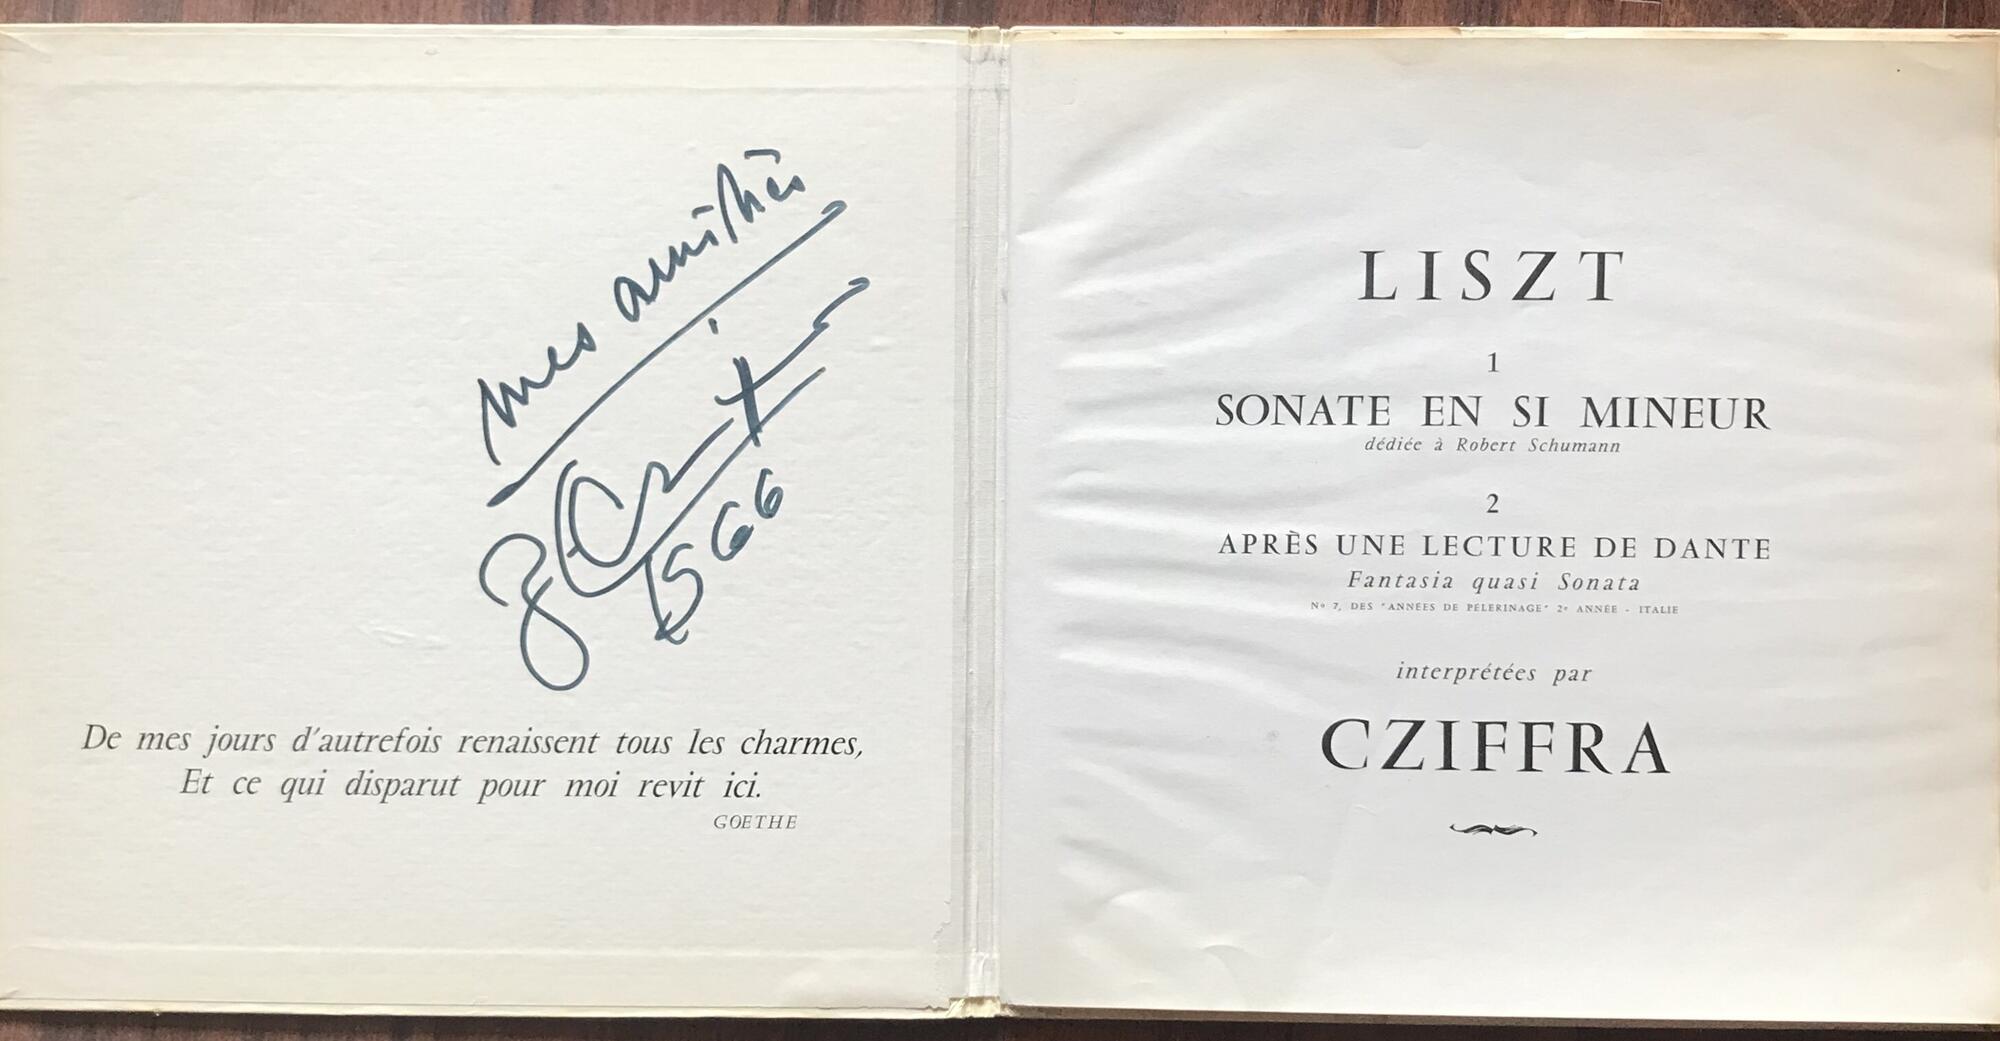 mes amitiés
1966
De mes jours d'autrefois renaissent tous les charmes,
Et ce qui disparut pour moi revit ici.
GOETHE
LISZT
1
SONATE EN SI MINEUR
dédiée à Robert Schumann
2
APRÈS UNE LECTURE DE DANTE
Fantasia quasi Sonata
Nº 7, DES "ANNÉES DE PÈLERINAGE" 2e ANNÉE - ITALIE
interprétées par
CZIFFRA